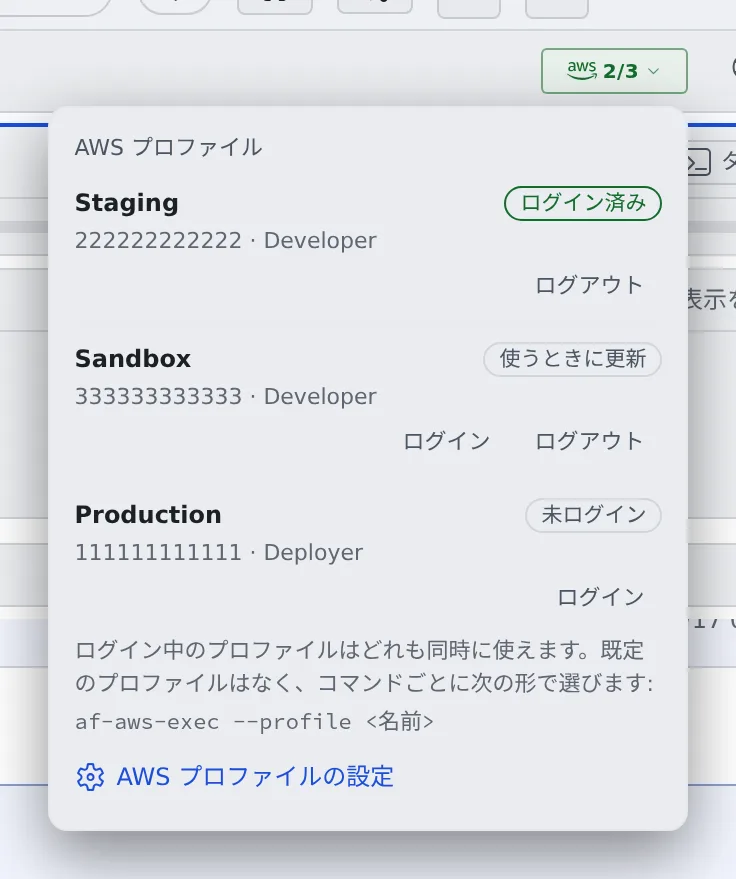 aws 2/3
AWS プロファイル
Staging ログイン済み
222222222222 · Developer
ログアウト
Sandbox 使うときに更新
333333333333 · Developer
ログイン ログアウト
Production 未ログイン
111111111111 · Deployer
ログイン
ログイン中のプロファイルはどれも同時に使えます。既定
のプロファイルはなく、コマンドごとに次の形で選びます:
af-aws-exec --profile <名前>
AWS プロファイルの設定
表示